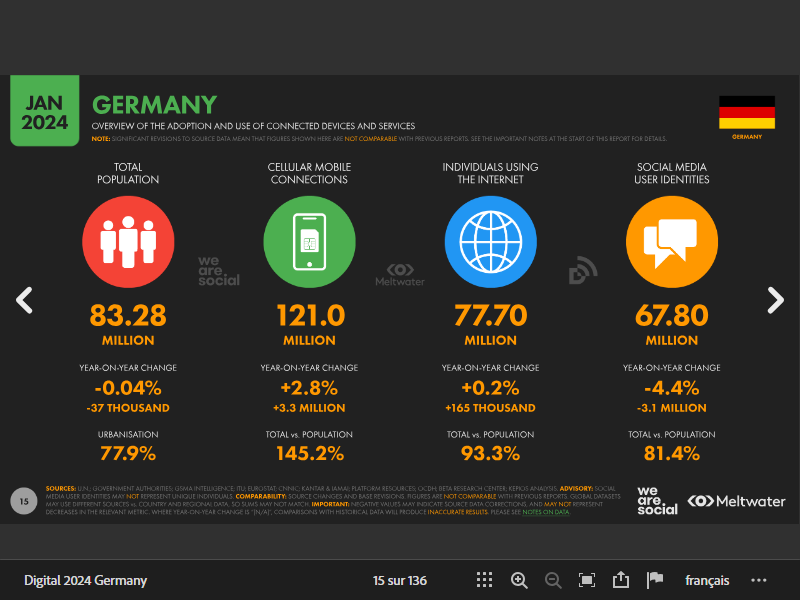 JAN
2024
GERMANY
OVERVIEW OF THE ADOPTION AND USE OF CONNECTED DEVICES AND SERVICES
NOTE: SIGNIFICANT REVISIONS TO SOURCE DATA MEAN THAT FIGURES SHOWN HERE ARE NOT COMPARABLE WITH PREVIOUS REPORTS. SEE THE IMPORTANT NOTES AT THE START OF THIS REPORT FOR DETAILS.
GERMANY
TOTAL
POPULATION
83.28
MILLION
YEAR-ON-YEAR CHANGE
-0.04%
-37 THOUSAND
URBANISATION
77.9%
CELLULAR MOBILE
CONNECTIONS
121.0
MILLION
YEAR-ON-YEAR CHANGE
+2.8%
+3.3 MILLION
TOTAL vs. POPULATION
145.2%
INDIVIDUALS USING
THE INTERNET
77.70
MILLION
YEAR-ON-YEAR CHANGE
+0.2%
+165 THOUSAND
TOTAL vs. POPULATION
93.3%
SOCIAL MEDIA
USER IDENTITIES
67.80
MILLION
YEAR-ON-YEAR CHANGE
-4.4%
-3.1 MILLION
TOTAL vs. POPULATION
81.4%
we
are
social
Meltwater
15
SOURCES: U.N.; GOVERNMENT AUTHORITIES; GSMA INTELLIGENCE; ITU; EUROSTAT; CNNIC; KANTAR & IAMAI; PLATFORM RESOURCES; OCDH; BETA RESEARCH CENTER; KEPIOS ANALYSIS. ADVISORY: SOCIAL
MEDIA USER IDENTITIES MAY NOT REPRESENT UNIQUE INDIVIDUALS. COMPARABILITY: SOURCE CHANGES AND BASE REVISIONS. FIGURES ARE NOT COMPARABLE WITH PREVIOUS REPORTS. GLOBAL DATASETS
MAY USE DIFFERENT SOURCES vs. COUNTRY AND REGIONAL DATA, SO SUMS MAY NOT MATCH. IMPORTANT: NEGATIVE VALUES MAY INDICATE SOURCE DATA CORRECTIONS, AND MAY NOT REPRESENT
DECREASES IN THE RELEVANT METRIC. WHERE YEAR-ON-YEAR CHANGE IS "[N/A]", COMPARISONS WITH HISTORICAL DATA WILL PRODUCE INACCURATE RESULTS. PLEASE SEE NOTES ON DATA.
we
are.
social
Meltwater
Digital 2024 Germany
15 sur 136
français